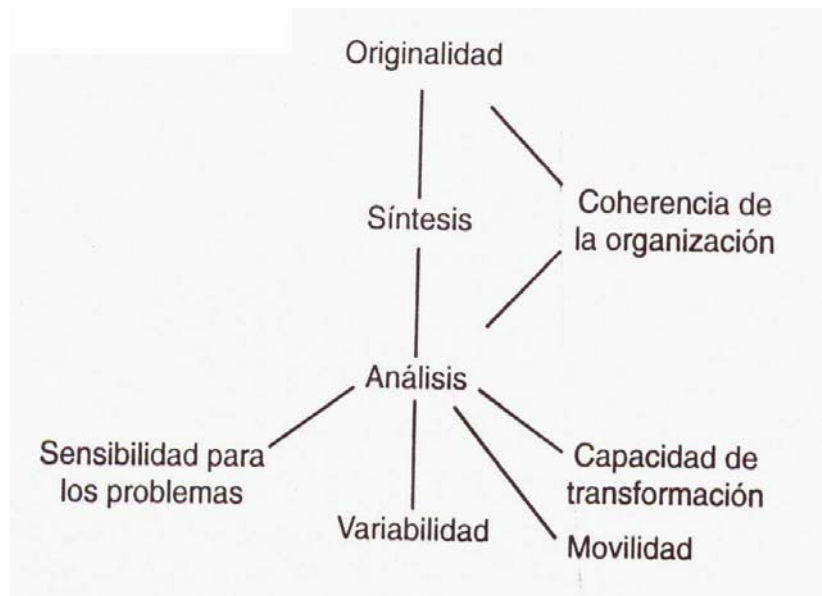 Originalidad
Síntesis
Coherencia de
la organización
Análisis
Sensibilidad para
los problemas
Variabilidad
Capacidad de
transformación
Movilidad